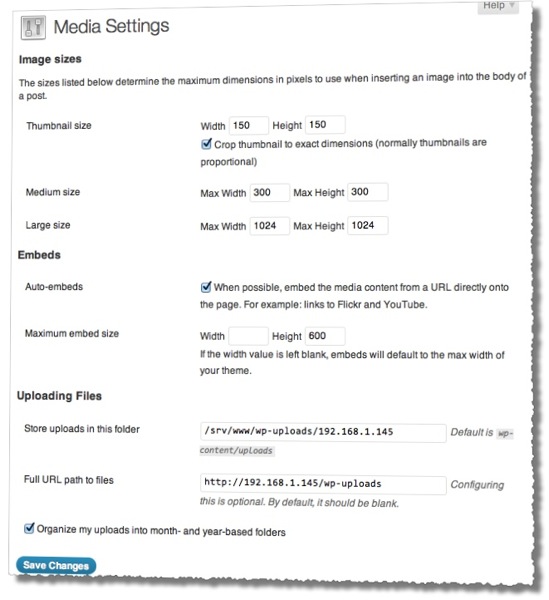 Help
Media Settings
Image sizes
The sizes listed below determine the maximum dimensions in pixels to use when inserting an image into the body of
a post.
Thumbnail size Width 150 Height 150
Crop thumbnail to exact dimensions (normally thumbnails are
proportional)
Medium size Max Width 300 Max Height 300
Large size Max Width 1024 Max Height 1024
Embeds
Auto-embeds When possible, embed the media content from a URL directly onto
the page. For example: links to Flickr and YouTube.
Maximum embed size Width Height 600
If the width value is left blank, embeds will default to the max width of
your theme.
Uploading Files
Store uploads in this folder /srv/www/wp-uploads/192.168.1.145 Default is wp-
content/uploads
Full URL path to files http://192.168.1.145/wp-uploads Configuring
this is optional. By default, it should be blank.
Organize my uploads into month- and year-based folders
Save Changes